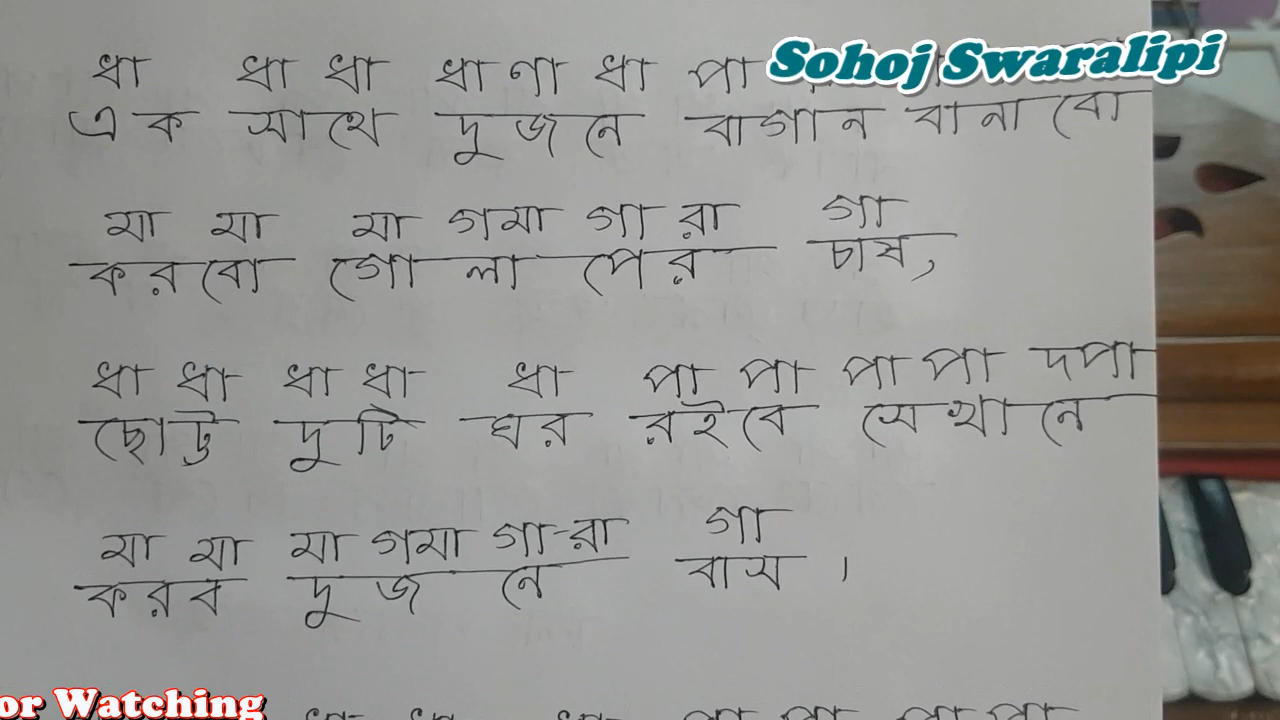 Sohoj Swaralipi
ধা ধা ধা ধা ণা ধা পা
এক সাথে দুজনে বাগান বানাবো
মা মা মা গমা গা রা গা
করবো গোলাপের চাষ,
ধা ধা ধা ধা ধা পা পা পা পা দপা
ছোট্ট দুটি ঘর রইবে সেখানে
মা মা মা গমা গা-রা গা
করব দুজনে বাস ।
or Watching